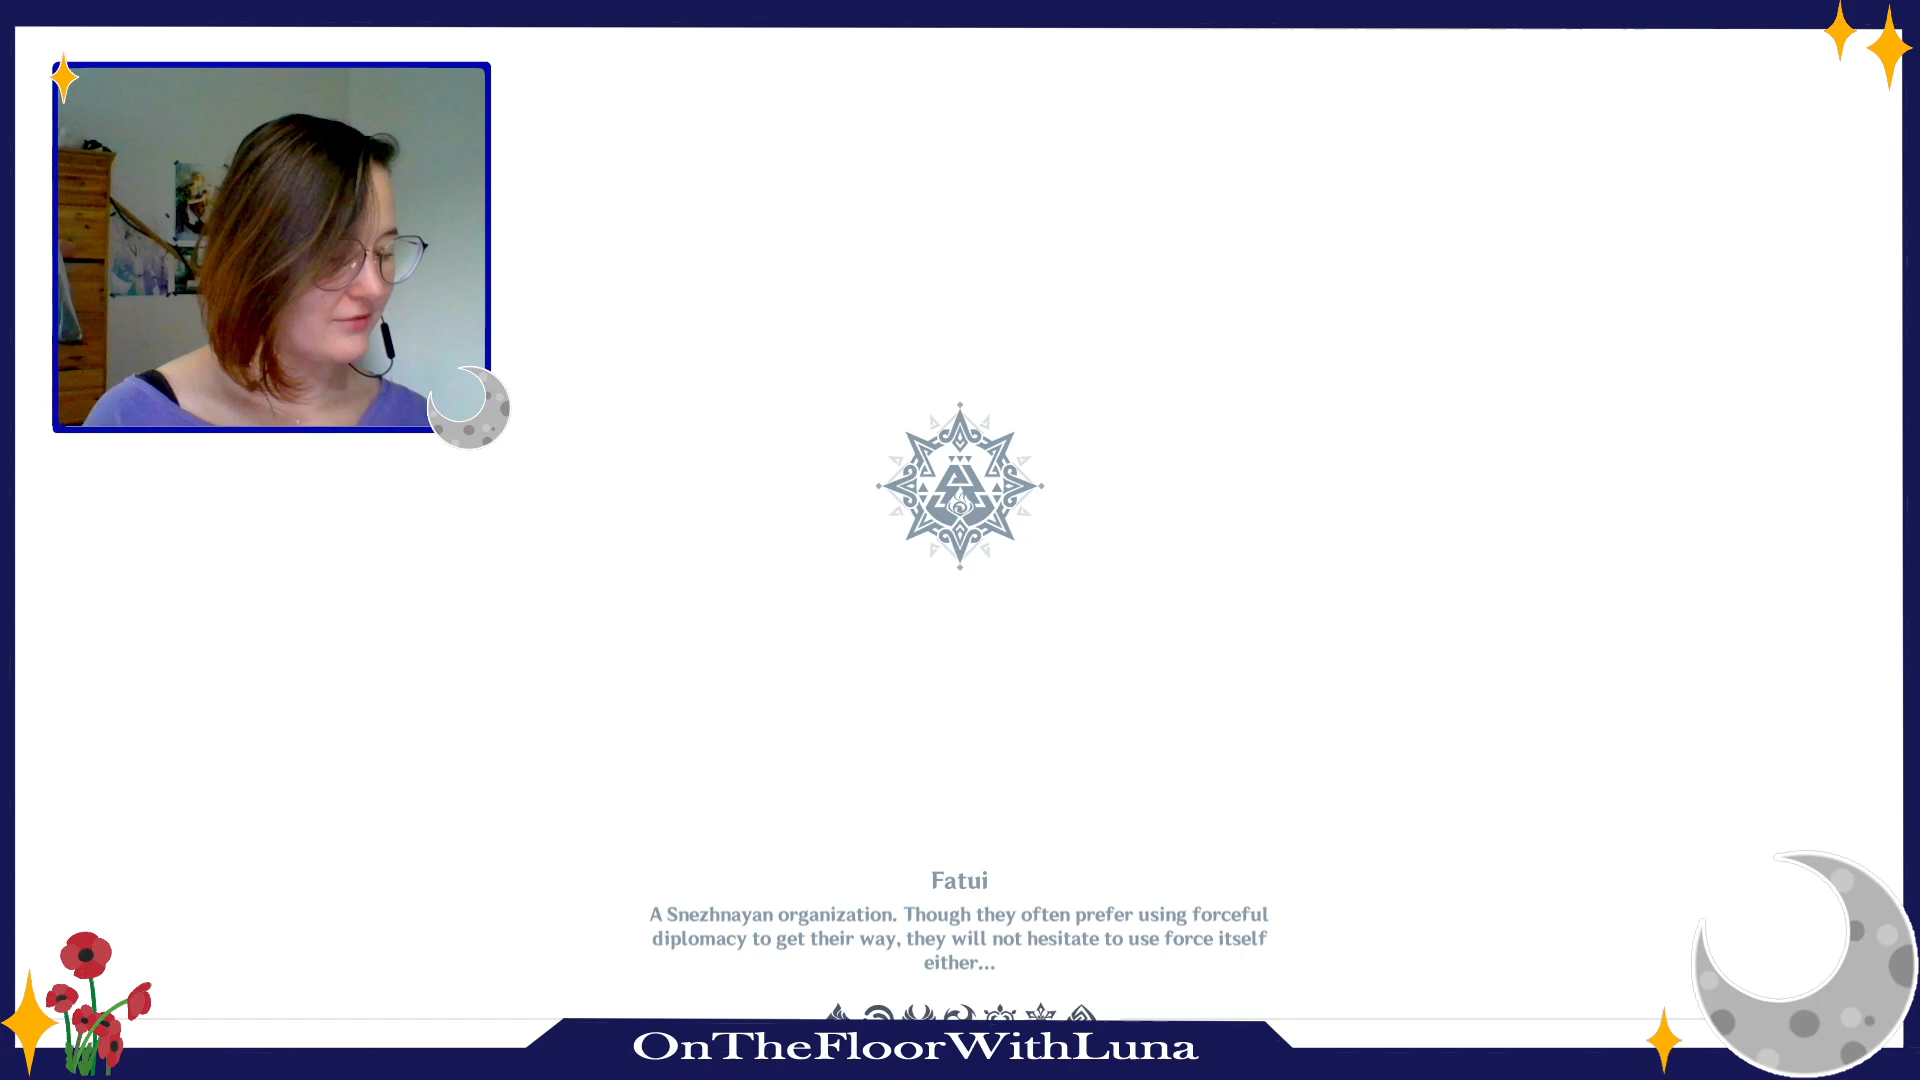 Fatui
A Snezhnayan organization. Though they often prefer using forceful
diplomacy to get their way, they will not hesitate to use force itself
either...
OnTheFloorWithLuna